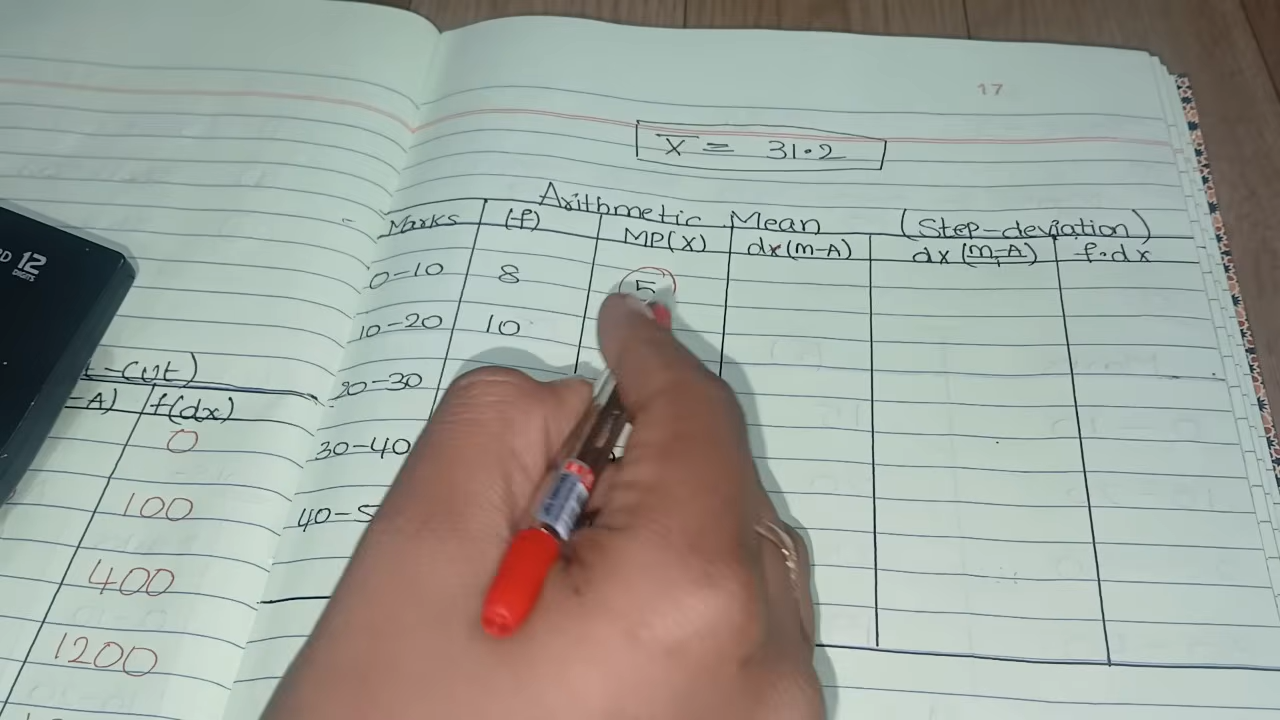 17
X̅ = 31.2
Arithmetic Mean (Step-deviation)
Marks (f) MP(X) dx(m-A) dx (m-A) f.dx
0-10 8 5
10-20 10
20-30
30-40
40-5
12
DIGITS
t-cut)
-A) f(dx)
0
100
400
1200